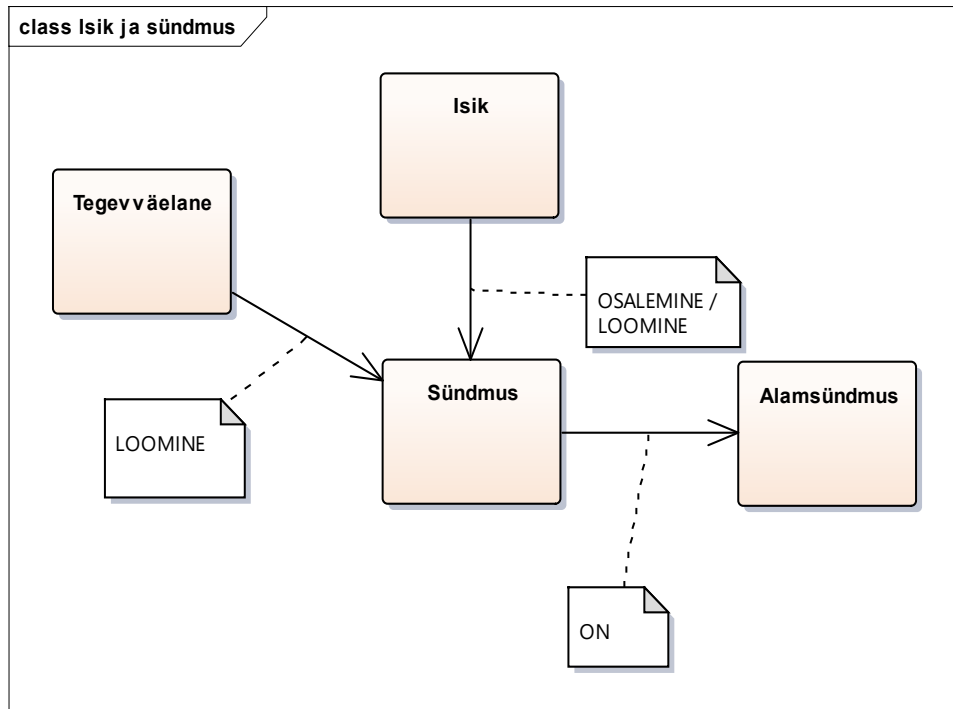 class Isik ja sündmus
Isik
Tegevväelane
OSALEMINE /
LOOMINE
Sündmus
Alamsündmus
LOOMINE
ON